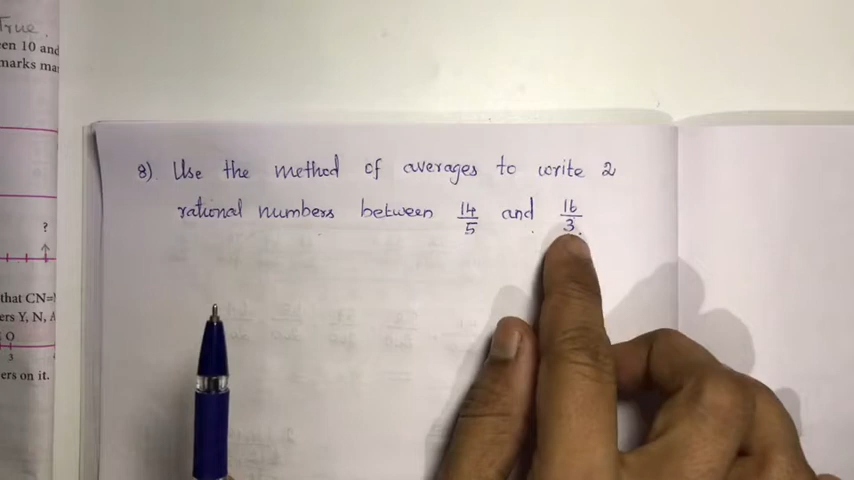 True.
en 10 and
marks ma
?
that CN=
ers Y, N, A
O
3
ers on it.
8). Use the method of averages to write 2
rational numbers between 14/5 and 16/3.